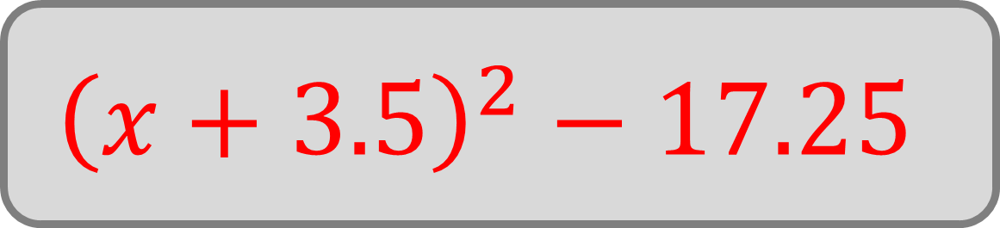 (x + 3.5)² − 17.25